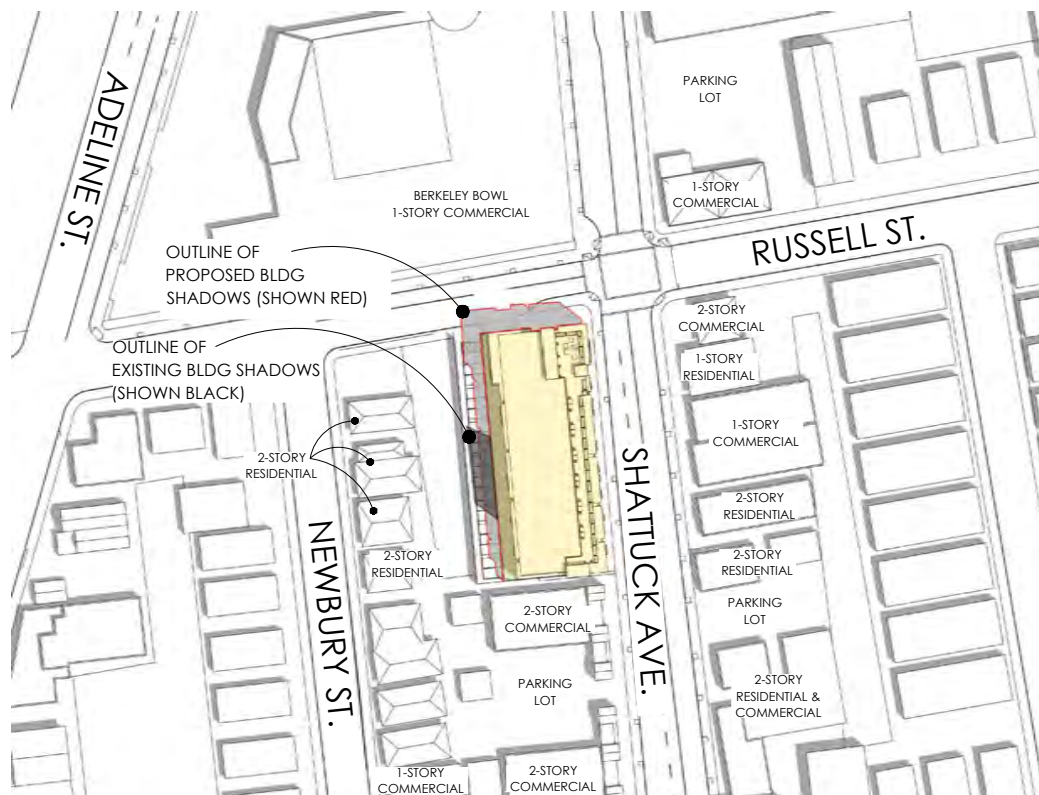 ADELINE ST.
PARKING
LOT
BERKELEY BOWL
1-STORY COMMERCIAL
1-STORY
COMMERCIAL
RUSSELL ST.
OUTLINE OF
PROPOSED BLDG
SHADOWS (SHOWN RED)
OUTLINE OF
EXISTING BLDG SHADOWS
(SHOWN BLACK)
2-STORY
COMMERCIAL
1-STORY
RESIDENTIAL
1-STORY
COMMERCIAL
2-STORY
RESIDENTIAL
NEWBURY ST.
2-STORY
RESIDENTIAL
SHATTUCK AVE.
2-STORY
RESIDENTIAL
2-STORY
RESIDENTIAL
PARKING
LOT
2-STORY
COMMERCIAL
PARKING
LOT
2-STORY
RESIDENTIAL &
COMMERCIAL
1-STORY
COMMERCIAL
2-STORY
COMMERCIAL